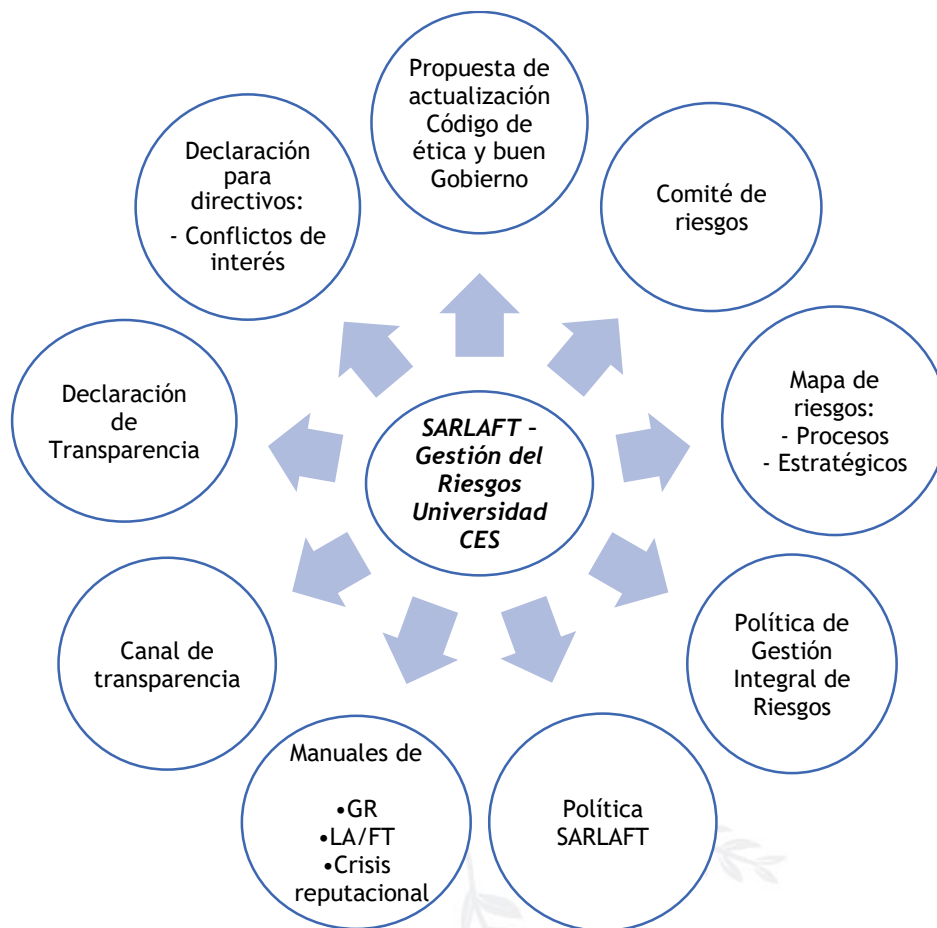 Propuesta de
actualización
Código de
ética y buen
Gobierno
Comité de
riesgos
Mapa de
riesgos:
- Procesos
- Estratégicos
Política de
Gestión
Integral de
Riesgos
Política
SARLAFT
Manuales de
•GR
•LA/FT
•Crisis
reputacional
Canal de
transparencia
Declaración
de
Transparencia
Declaración
para
directivos:
- Conflictos de
interés
SARLAFT –
Gestión del
Riesgos
Universidad
CES